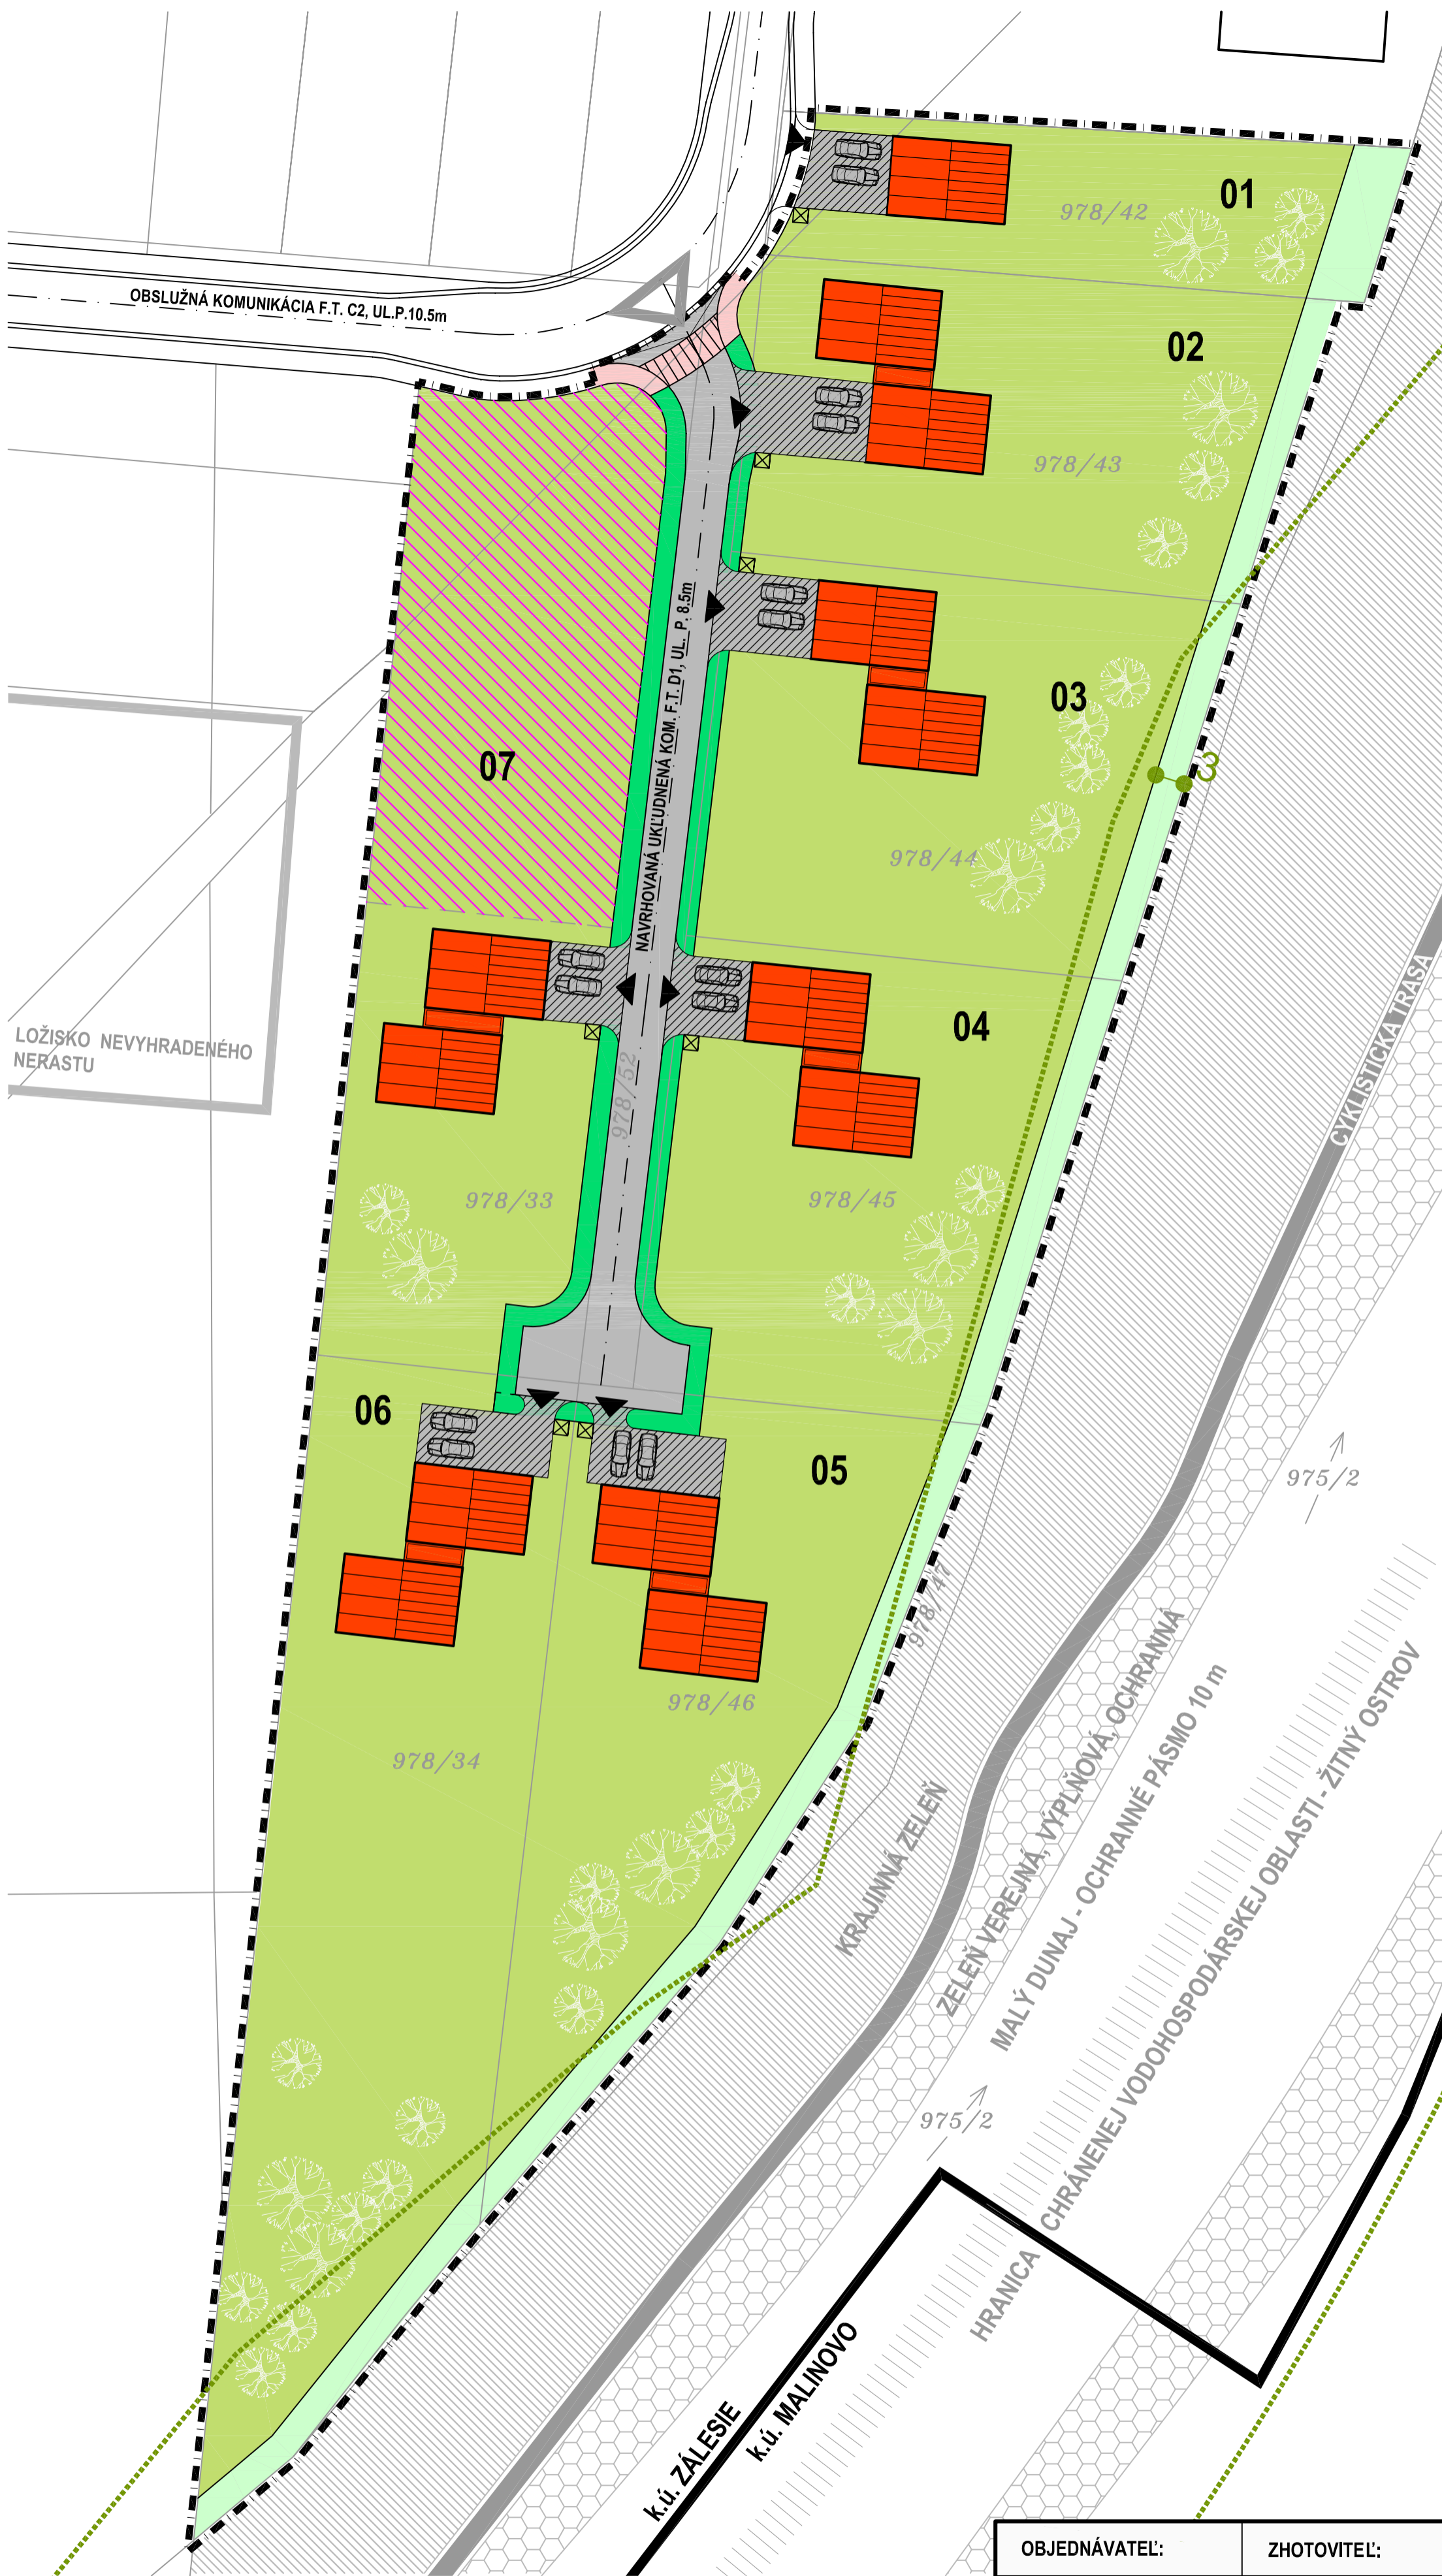 01
978/42
OBSLUŽNÁ KOMUNIKÁCIA F.T. C2, UL.P.10.5m
02
978/43
NAVRHOVANÁ UKĽUDNENÁ KOM. F.T. D1, UL. P. 8,5m
03
07
3
978/44
04
LOŽISKO NEVYHRADENÉHO
NERASTU
CYKLISTICKÁ TRASA
978/52
978/33
978/45
06
05
975/2
978/47
978/46
978/34
KRAJINNÁ ZELEŇ
ZELEŇ VEREJNÁ, VÝPLŇOVÁ, OCHRANNÁ
MALÝ DUNAJ - OCHRANNÉ PÁSMO 10 m
HRANICA CHRÁNENEJ VODOHOSPODÁRSKEJ OBLASTI - ŽITNÝ OSTROV
975/2
k.ú. ZÁLESIE
k.ú. MALINOVO
OBJEDNÁVATEĽ:
ZHOTOVITEĽ: